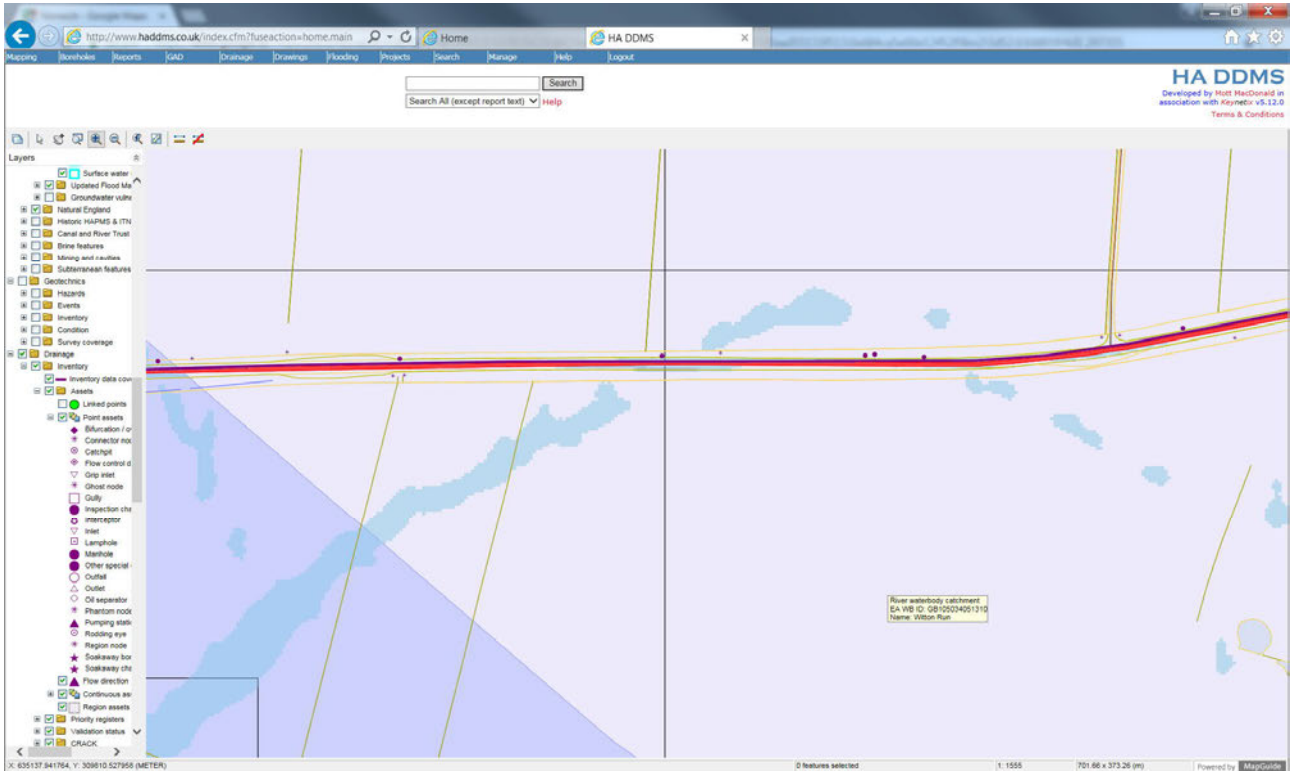 http://www.haddms.co.uk/index.cfm?fuseaction=home.main
Home
HA DDMS
Mapping Boreholes Reports GAD Drainage Drawings Flooding Projects Search Manage Help Logout
Search
Search All (except report text) Help
HA DDMS
Developed by Mott MacDonald in
association with Keynetix v5.12.0
Terms & Conditions
Layers
Surface water
Updated Flood Ma
Groundwater vulne
Natural England
Historic HAPMS & ITN
Canal and River Trust
Brine features
Mining and cavities
Subterranean features
Geotechnics
Hazards
Events
Inventory
Condition
Survey coverage
Drainage
Inventory
Inventory data cov
Assets
Linked points
Point assets
Bifurcation / o
Connector no
Catchpit
Flow control d
Grip inlet
Ghost node
Gully
Inspection cha
Interceptor
Inlet
Lamphole
Manhole
Other special
Outfall
Outlet
Oil separator
Phantom node
Pumping stati
Rodding eye
Region node
Soakaway bor
Soakaway cha
Flow direction
Continuous as
Region assets
Priority registers
Validation status
CRACK
River waterbody catchment
EA WB ID: GB105034051310
Name: Witton Run
X: 635137.941764, Y: 309810.527958 (METER) 0 features selected 1: 1555 701.66 x 373.26 (m) Powered by MapGuide